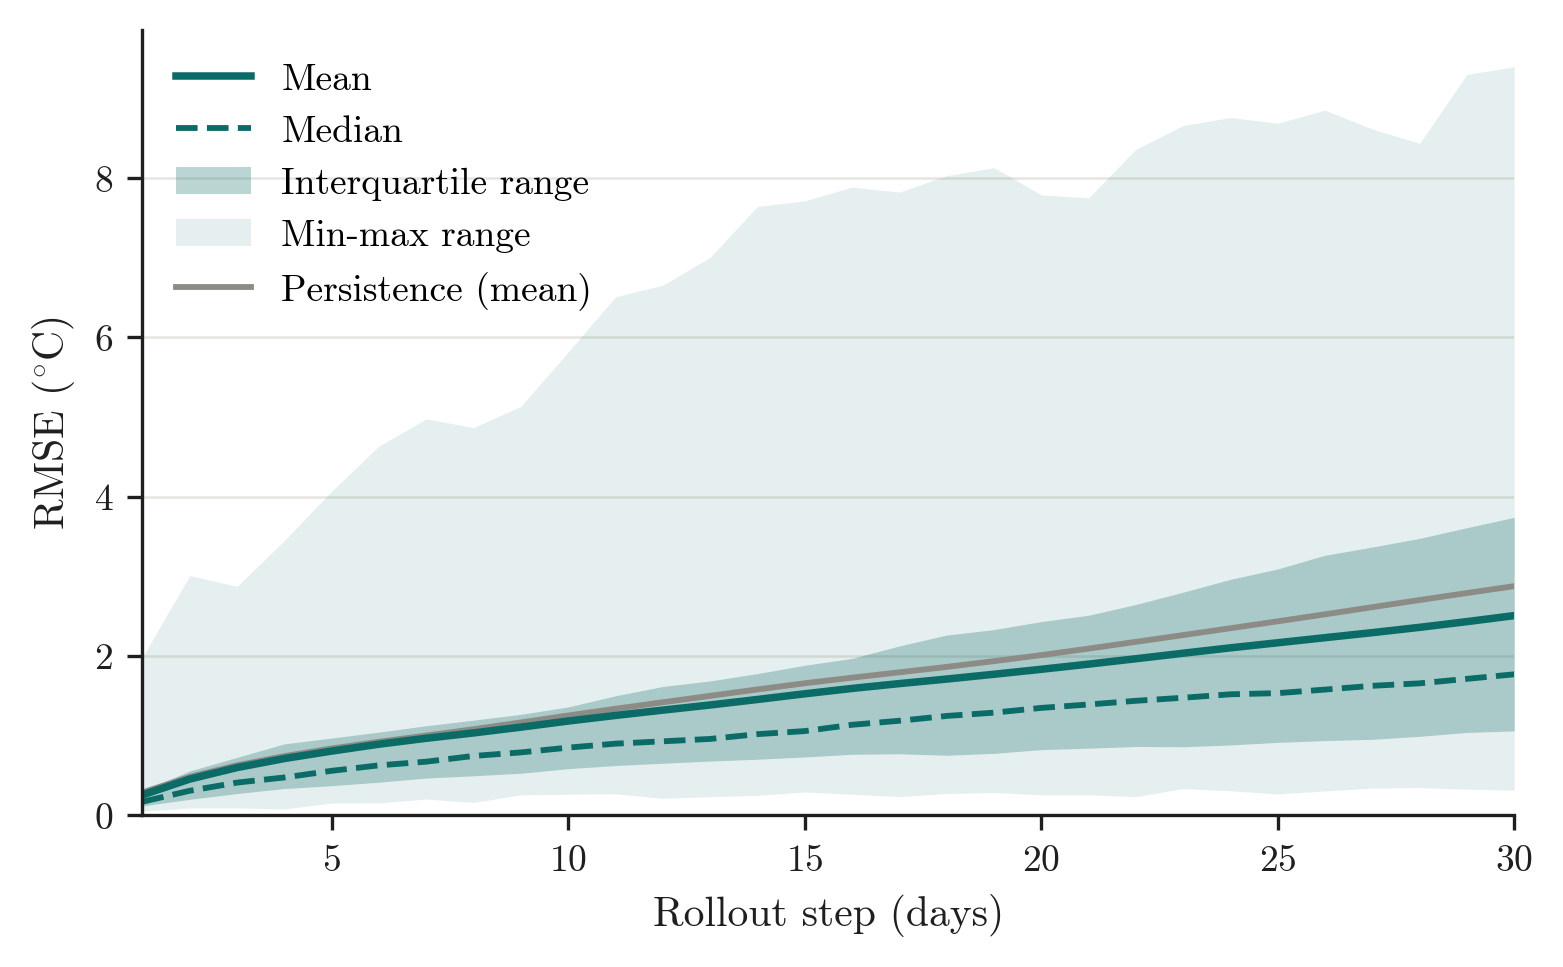 Mean
Median
Interquartile range
Min-max range
Persistence (mean)
RMSE (°C)
8
6
4
2
0
5 10 15 20 25 30
Rollout step (days)